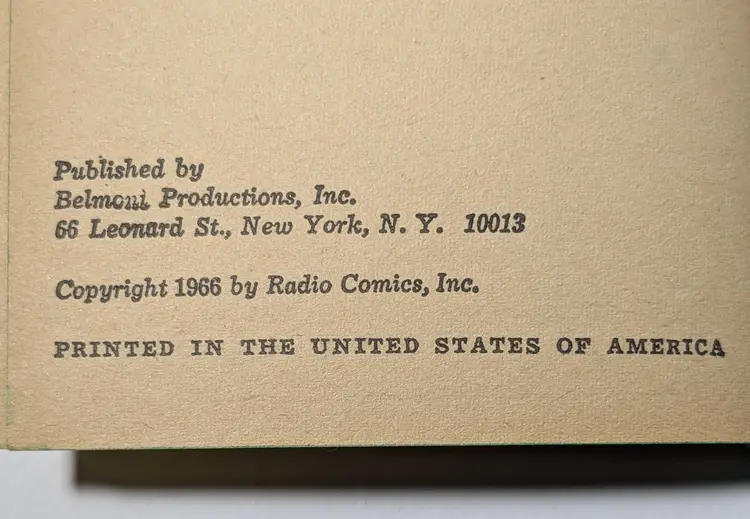 Published by
Belmont Productions, Inc.
66 Leonard St., New York, N. Y. 10013
Copyright 1966 by Radio Comics, Inc.
PRINTED IN THE UNITED STATES OF AMERICA